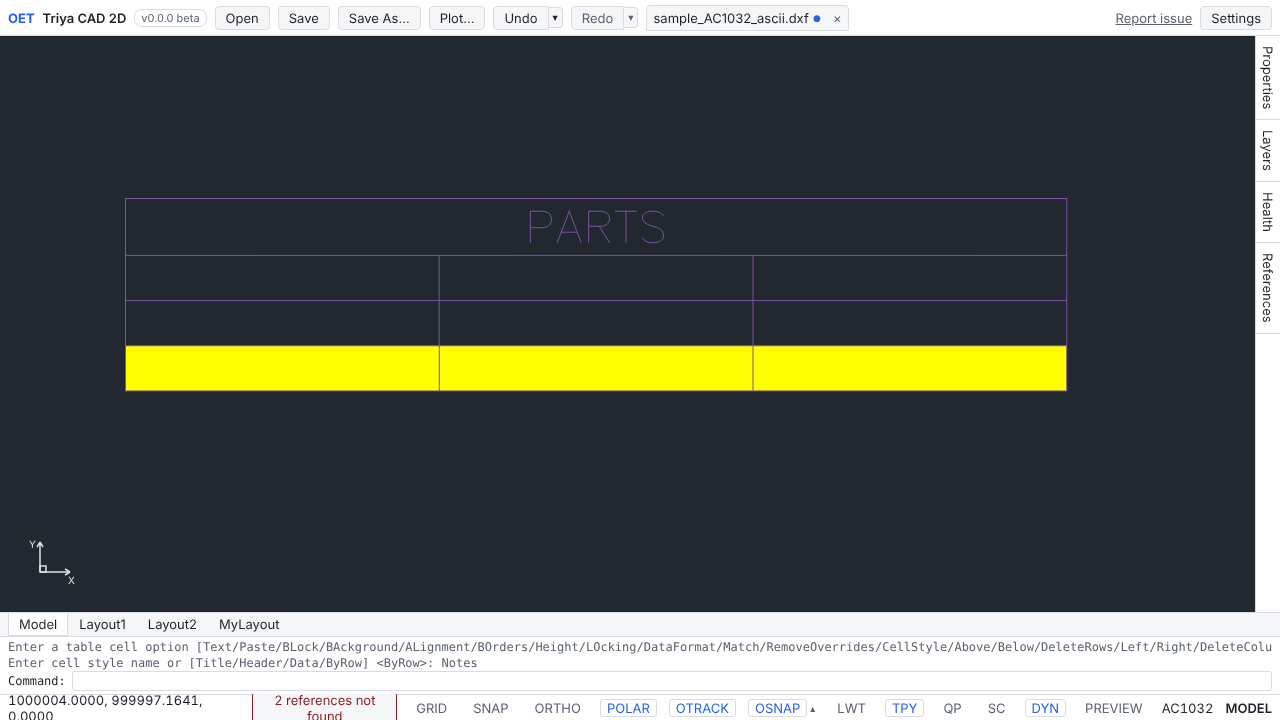 OET Triya CAD 2D v0.0.0 beta Open Save Save As... Plot... Undo ▾ Redo ▾ sample_AC1032_ascii.dxf × Report issue Settings
Properties
Layers
Health
References
PARTS
Y
X
Model Layout1 Layout2 MyLayout
Enter a table cell option [Text/Paste/BLock/BAckground/ALignment/BOrders/Height/LOcking/DataFormat/Match/RemoveOverrides/CellStyle/Above/Below/DeleteRows/Left/Right/DeleteColu
Enter cell style name or [Title/Header/Data/ByRow] <ByRow>: Notes
Command:
1000004.0000, 999997.1641, 0.0000
2 references not found
GRID SNAP ORTHO POLAR OTRACK OSNAP ▴ LWT TPY QP SC DYN PREVIEW AC1032 MODEL